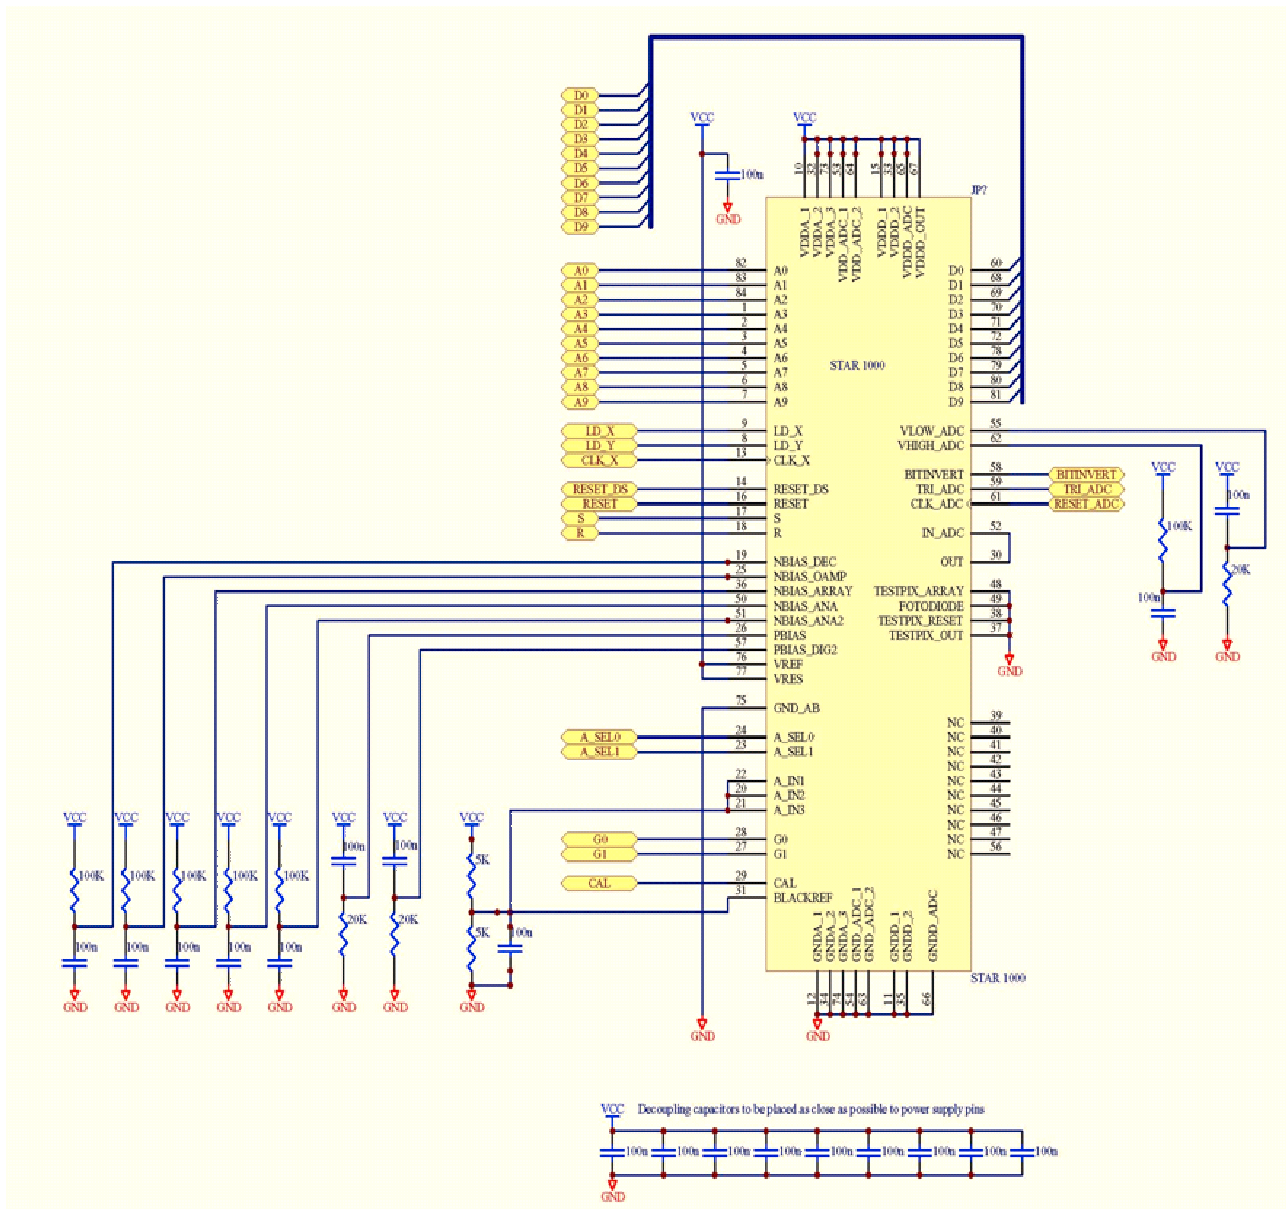 D0
D1
D2
D3
D4
D5
D6
D7
D8
D9
VCC
100n
GND
VCC
10 32 73 53 64 15 33 65 67
JP?
VDDA_1
VDDA_2
VDDA_3
VDD_ADC_1
VDD_ADC_2
VDDD_1
VDDD_2
VDDD_ADC
VDDD_OUT
A0 82 A0
A1 83 A1
A2 84 A2
A3 1 A3
A4 2 A4
A5 3 A5
A6 4 A6
A7 5 A7
A8 6 A8
A9 7 A9
D0 60
D1 68
D2 69
D3 70
D4 71
D5 72
D6 78
D7 79
D8 80
D9 81
STAR 1000
LD_X 9 LD_X
LD_Y 8 LD_Y
CLK_X 13 CLK_X
RESET_DS 14 RESET_DS
RESET 16 RESET
S 17 S
R 18 R
19 NBIAS_DEC
25 NBIAS_OAMP
36 NBIAS_ARRAY
50 NBIAS_ANA
51 NBIAS_ANA2
26 PBIAS
57 PBIAS_DIG2
76 VREF
77 VRES
75 GND_AB
A_SEL0 24 A_SEL0
A_SEL1 23 A_SEL1
22 A_IN1
20 A_IN2
21 A_IN3
G0 28 G0
G1 27 G1
CAL 29 CAL
31 BLACKREF
VLOW_ADC 55
VHIGH_ADC 62
BITINVERT 58 BITINVERT
TRI_ADC 59 TRI_ADC
CLK_ADC 61 RESET_ADC
IN_ADC 52
OUT 30
TESTPIX_ARRAY 48
FOTODIODE 49
TESTPIX_RESET 38
TESTPIX_OUT 37
GND
NC 39
NC 40
NC 41
NC 42
NC 43
NC 44
NC 45
NC 46
NC 47
NC 56
VCC VCC
100n
100K
20K
100n
GND GND
VCC VCC VCC VCC VCC VCC VCC VCC
100n 100n 5K
100K 100K 100K 100K 100K
20K 20K 5K 100n
100n 100n 100n 100n 100n
GND GND GND GND GND GND GND GND
GNDA_1
GNDA_2
GNDA_3
GND_ADC_1
GND_ADC_2
GNDD_1
GNDD_2
GNDD_ADC
STAR 1000
12 34 74 54 63 11 35 66
GND GND
VCC Decoupling capacitors to be placed as close as possible to power supply pins
100n 100n 100n 100n 100n 100n 100n 100n 100n
GND